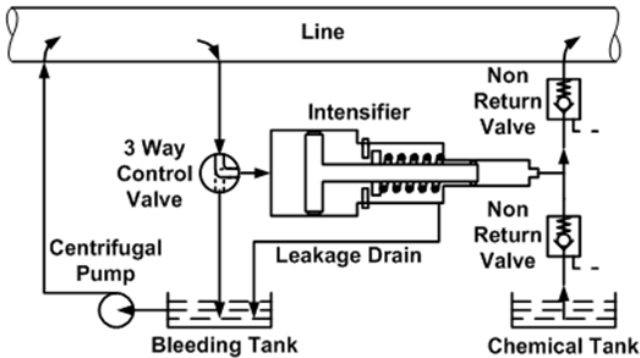 Line
Non
Return
Valve
Intensifier
3 Way
Control
Valve
Non
Return
Valve
Leakage Drain
Centrifugal
Pump
Bleeding Tank
Chemical Tank